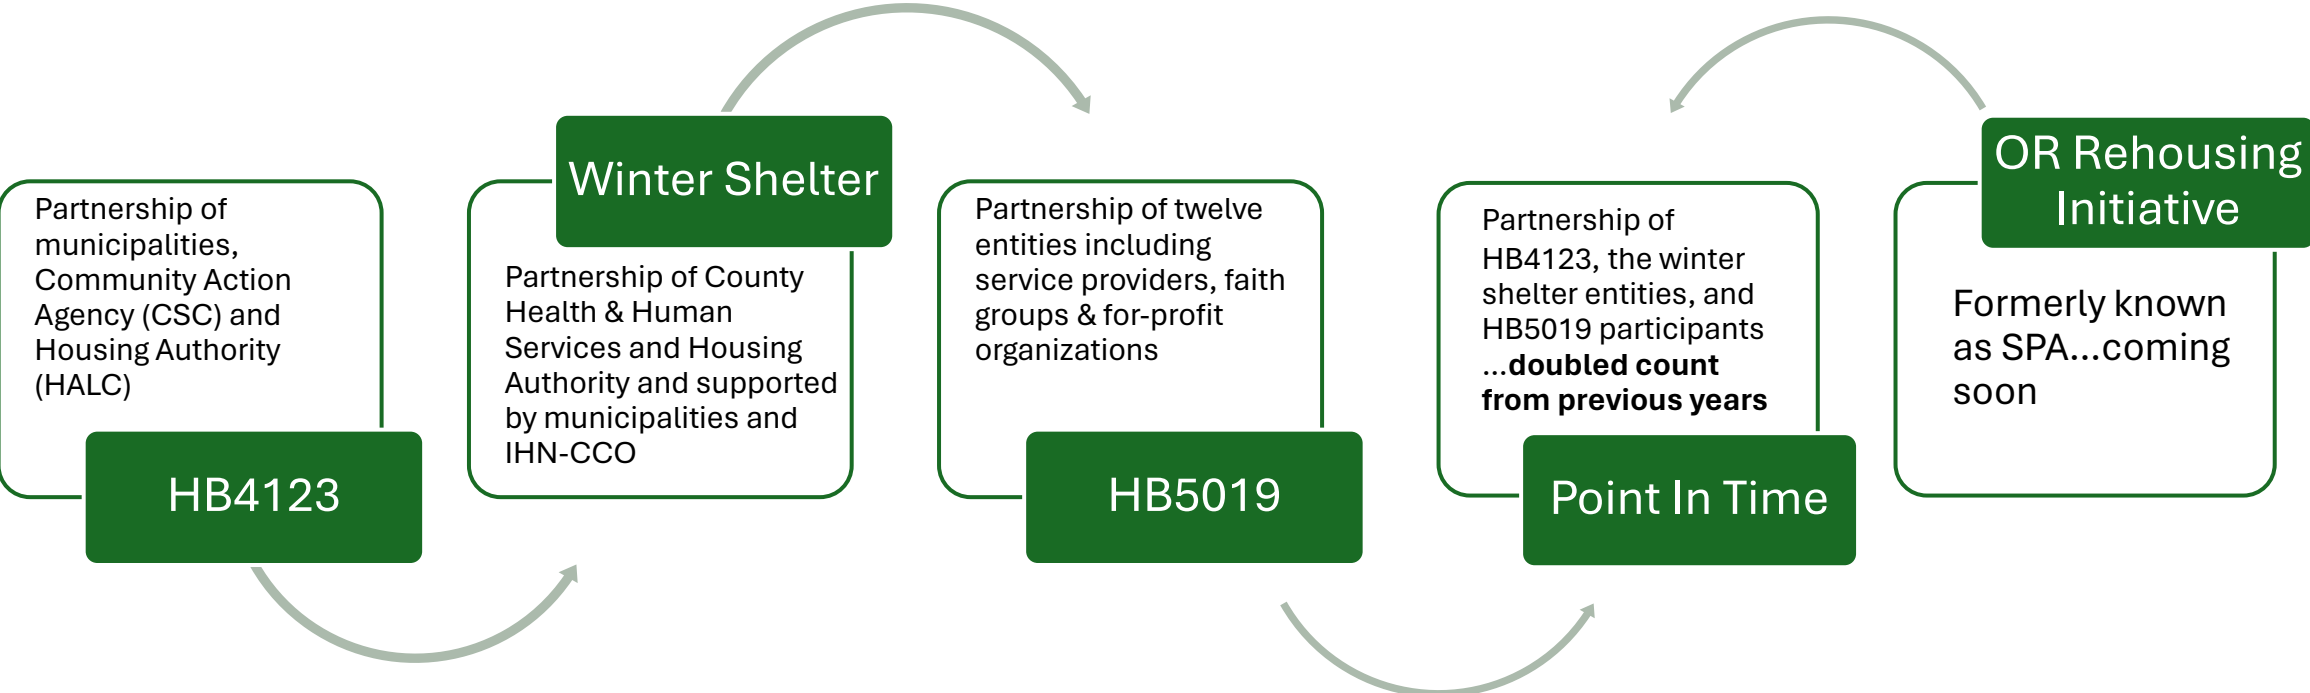 Partnership of
municipalities,
Community Action
Agency (CSC) and
Housing Authority
(HALC)
HB4123
Winter Shelter
Partnership of County
Health & Human
Services and Housing
Authority and supported
by municipalities and
IHN-CCO
Partnership of twelve
entities including
service providers, faith
groups & for-profit
organizations
HB5019
Partnership of
HB4123, the winter
shelter entities, and
HB5019 participants
...doubled count
from previous years
Point In Time
OR Rehousing
Initiative
Formerly known
as SPA...coming
soon